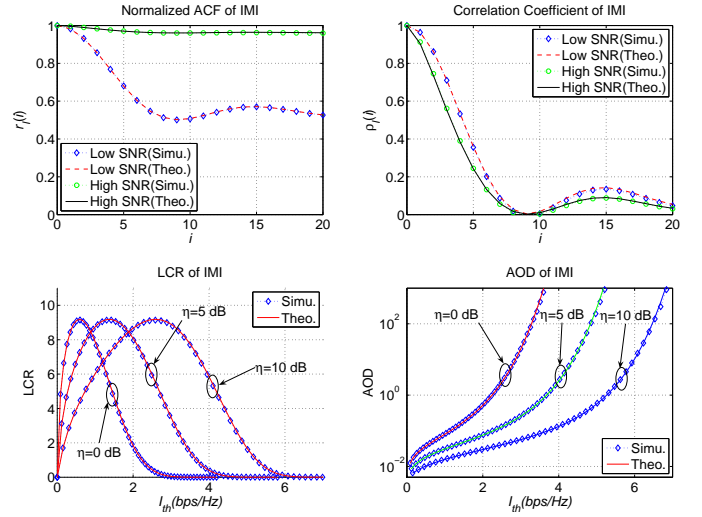 Normalized ACF of IMI
1
0.8
0.6
0.4
0.2
0
r_I(i)
Low SNR(Simu.)
Low SNR(Theo.)
High SNR(Simu.)
High SNR(Theo.)
0 5 10 15 20
i
Correlation Coefficient of IMI
1
0.8
0.6
0.4
0.2
0
ρ_I(i)
Low SNR(Simu.)
Low SNR(Theo.)
High SNR(Simu.)
High SNR(Theo.)
0 5 10 15 20
i
LCR of IMI
10
8
6
4
2
0
LCR
Simu.
Theo.
η=5 dB
η=10 dB
η=0 dB
0 2 4 6
I_th(bps/Hz)
AOD of IMI
10^2
10^0
10^-2
AOD
η=0 dB
η=5 dB
η=10 dB
Simu.
Theo.
0 2 4 6
I_th(bps/Hz)